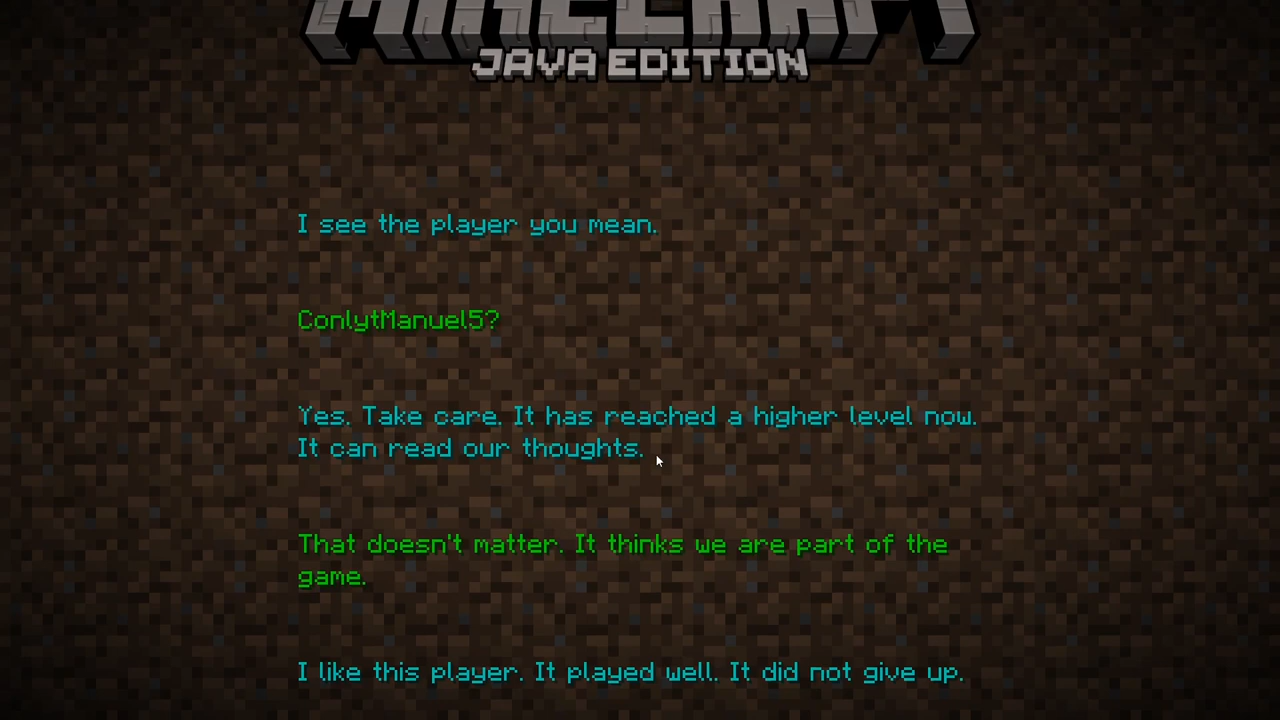 MINECRAFT
JAVA EDITION
I see the player you mean.
ConlytManuel5?
Yes. Take care. It has reached a higher level now.
It can read our thoughts.
That doesn't matter. It thinks we are part of the
game.
I like this player. It played well. It did not give up.